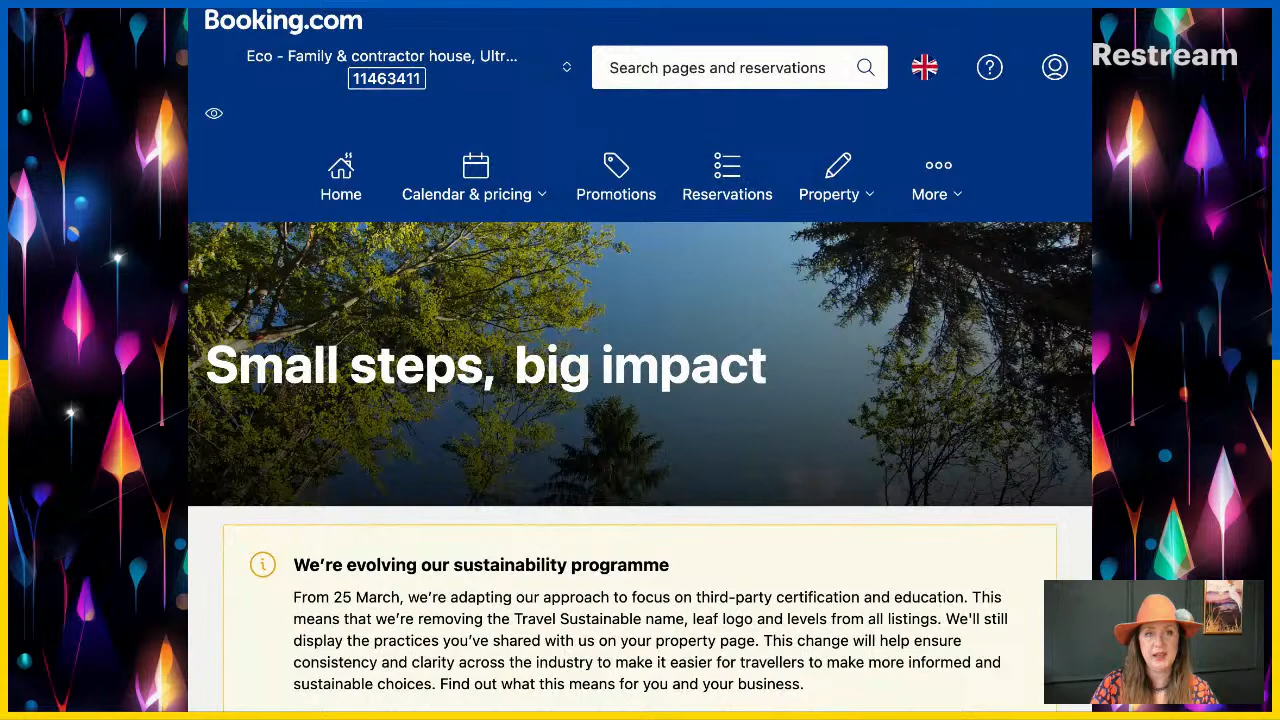 Booking.com
Eco - Family & contractor house, Ultr...
11463411
Search pages and reservations
Restream
Home
Calendar & pricing
Promotions
Reservations
Property
More
Small steps, big impact
We're evolving our sustainability programme
From 25 March, we're adapting our approach to focus on third-party certification and education. This
means that we're removing the Travel Sustainable name, leaf logo and levels from all listings. We'll still
display the practices you've shared with us on your property page. This change will help ensure
consistency and clarity across the industry to make it easier for travellers to make more informed and
sustainable choices. Find out what this means for you and your business.